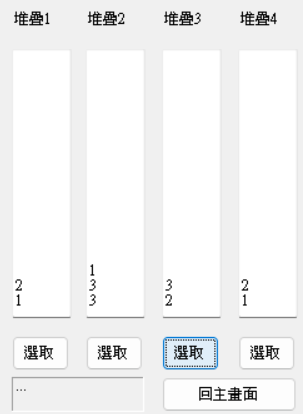 堆疊1 堆疊2 堆疊3 堆疊4
1
2 3 3 2
1 3 2 1
選取 選取 選取 選取
... 回主畫面